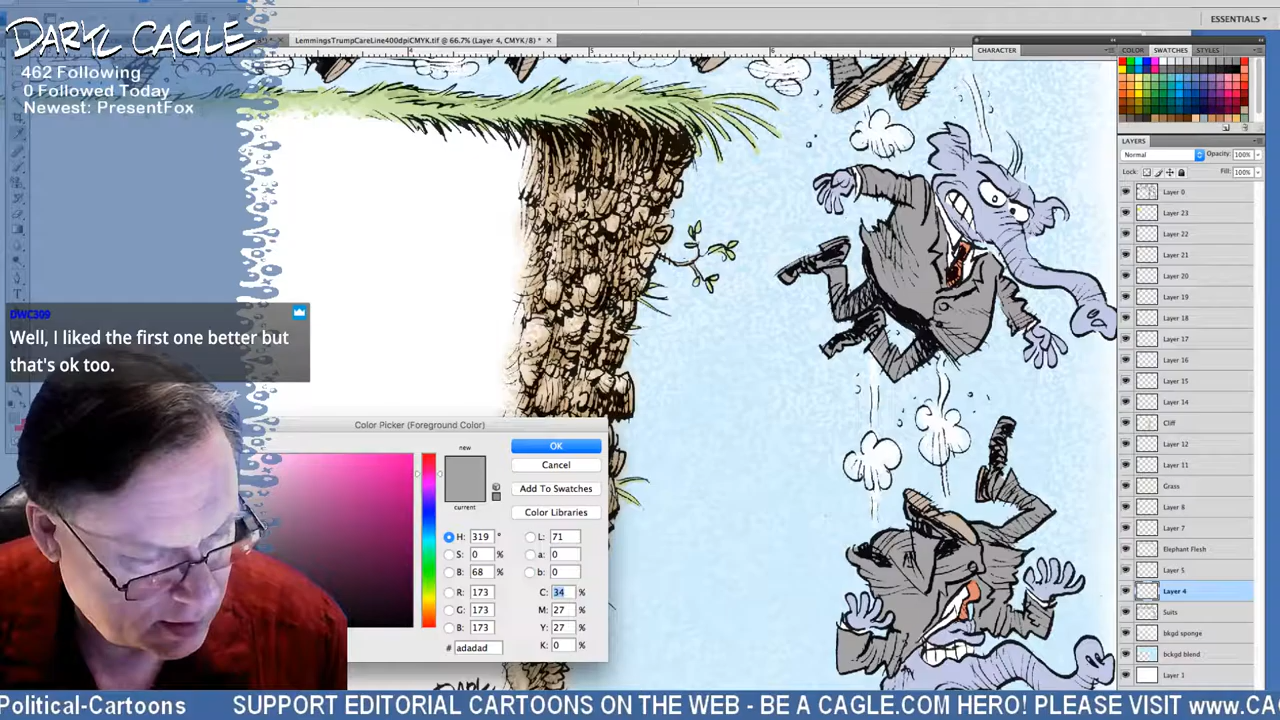 ESSENTIALS
DARYL CAGLE
462 Following
0 Followed Today
Newest: PresentFox
LemmingsTrumpCareLine400dpiCMYK.tif @ 66.7% (Layer 4, CMYK/8) *
CHARACTER
COLOR SWATCHES STYLES
4 5 6 7
LAYERS
Normal Opacity: 100%
Lock: Fill: 100%
Layer 0
Layer 23
Layer 22
Layer 21
Layer 20
Layer 19
Layer 18
Layer 17
Layer 16
Layer 15
Layer 14
Cliff
Layer 12
Layer 11
Grass
Layer 8
Layer 7
Elephant Flesh
Layer 5
Layer 4
Suits
bkgd sponge
bckgd blend
Layer 1
DWC309
Well, I liked the first one better but
that's ok too.
Color Picker (Foreground Color)
new
current
OK
Cancel
Add To Swatches
Color Libraries
H: 319 ° L: 71
S: 0 % a: 0
B: 68 % b: 0
R: 173 C: 34 %
G: 173 M: 27 %
B: 173 Y: 27 %
# adadad K: 0 %
DARYL
Political-Cartoons SUPPORT EDITORIAL CARTOONS ON THE WEB - BE A CAGLE.COM HERO! PLEASE VISIT www.CA